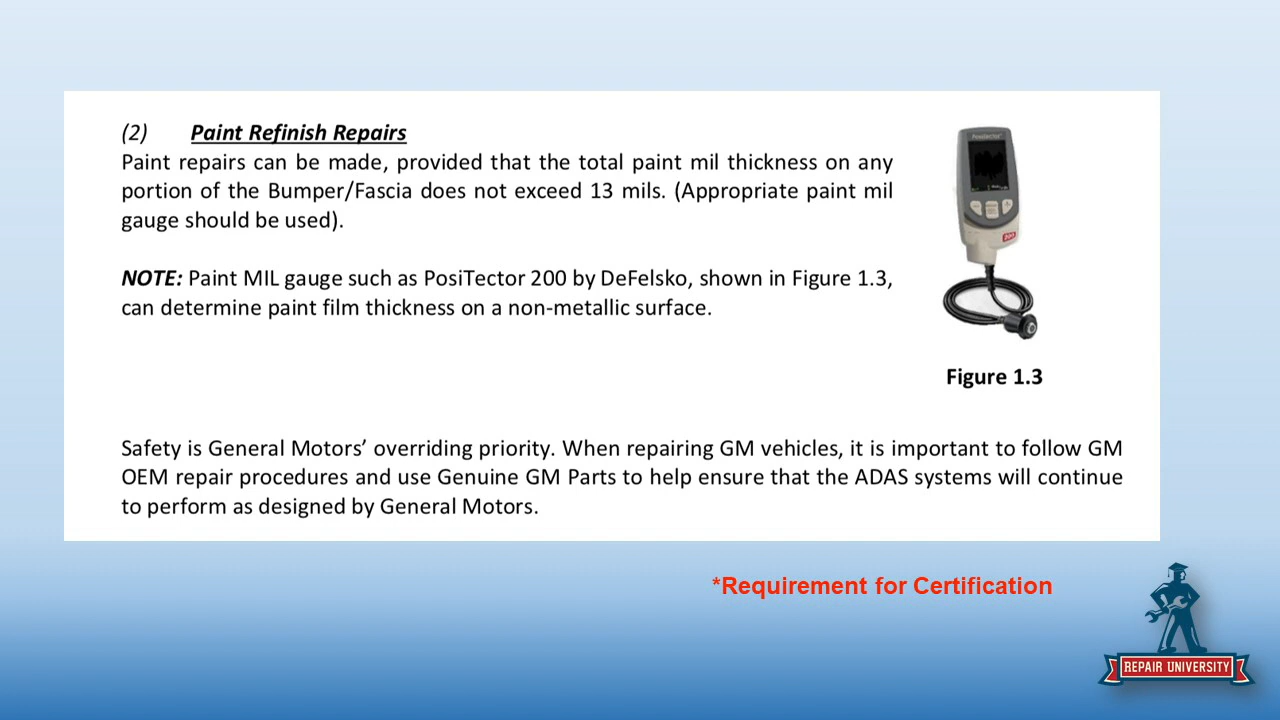 (2) Paint Refinish Repairs
Paint repairs can be made, provided that the total paint mil thickness on any
portion of the Bumper/Fascia does not exceed 13 mils. (Appropriate paint mil
gauge should be used).
NOTE: Paint MIL gauge such as PosiTector 200 by DeFelsko, shown in Figure 1.3,
can determine paint film thickness on a non-metallic surface.
PosiTector
200
Figure 1.3
Safety is General Motors’ overriding priority. When repairing GM vehicles, it is important to follow GM
OEM repair procedures and use Genuine GM Parts to help ensure that the ADAS systems will continue
to perform as designed by General Motors.
*Requirement for Certification
REPAIR UNIVERSITY